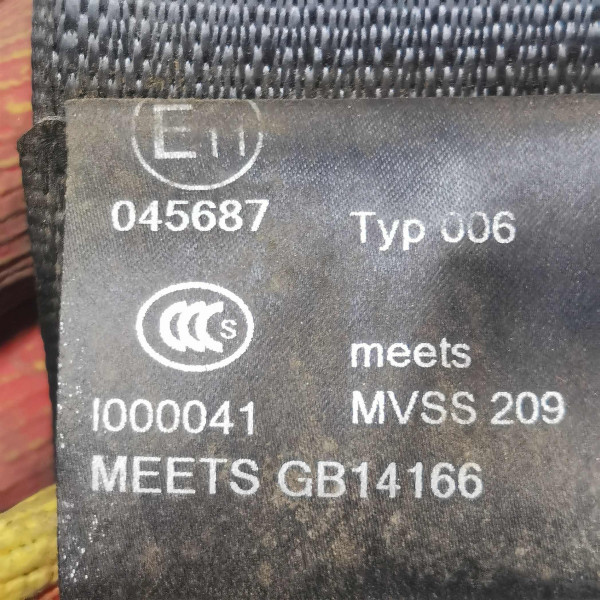 E11
045687 Typ 006
CCC S
meets
I000041 MVSS 209
MEETS GB14166